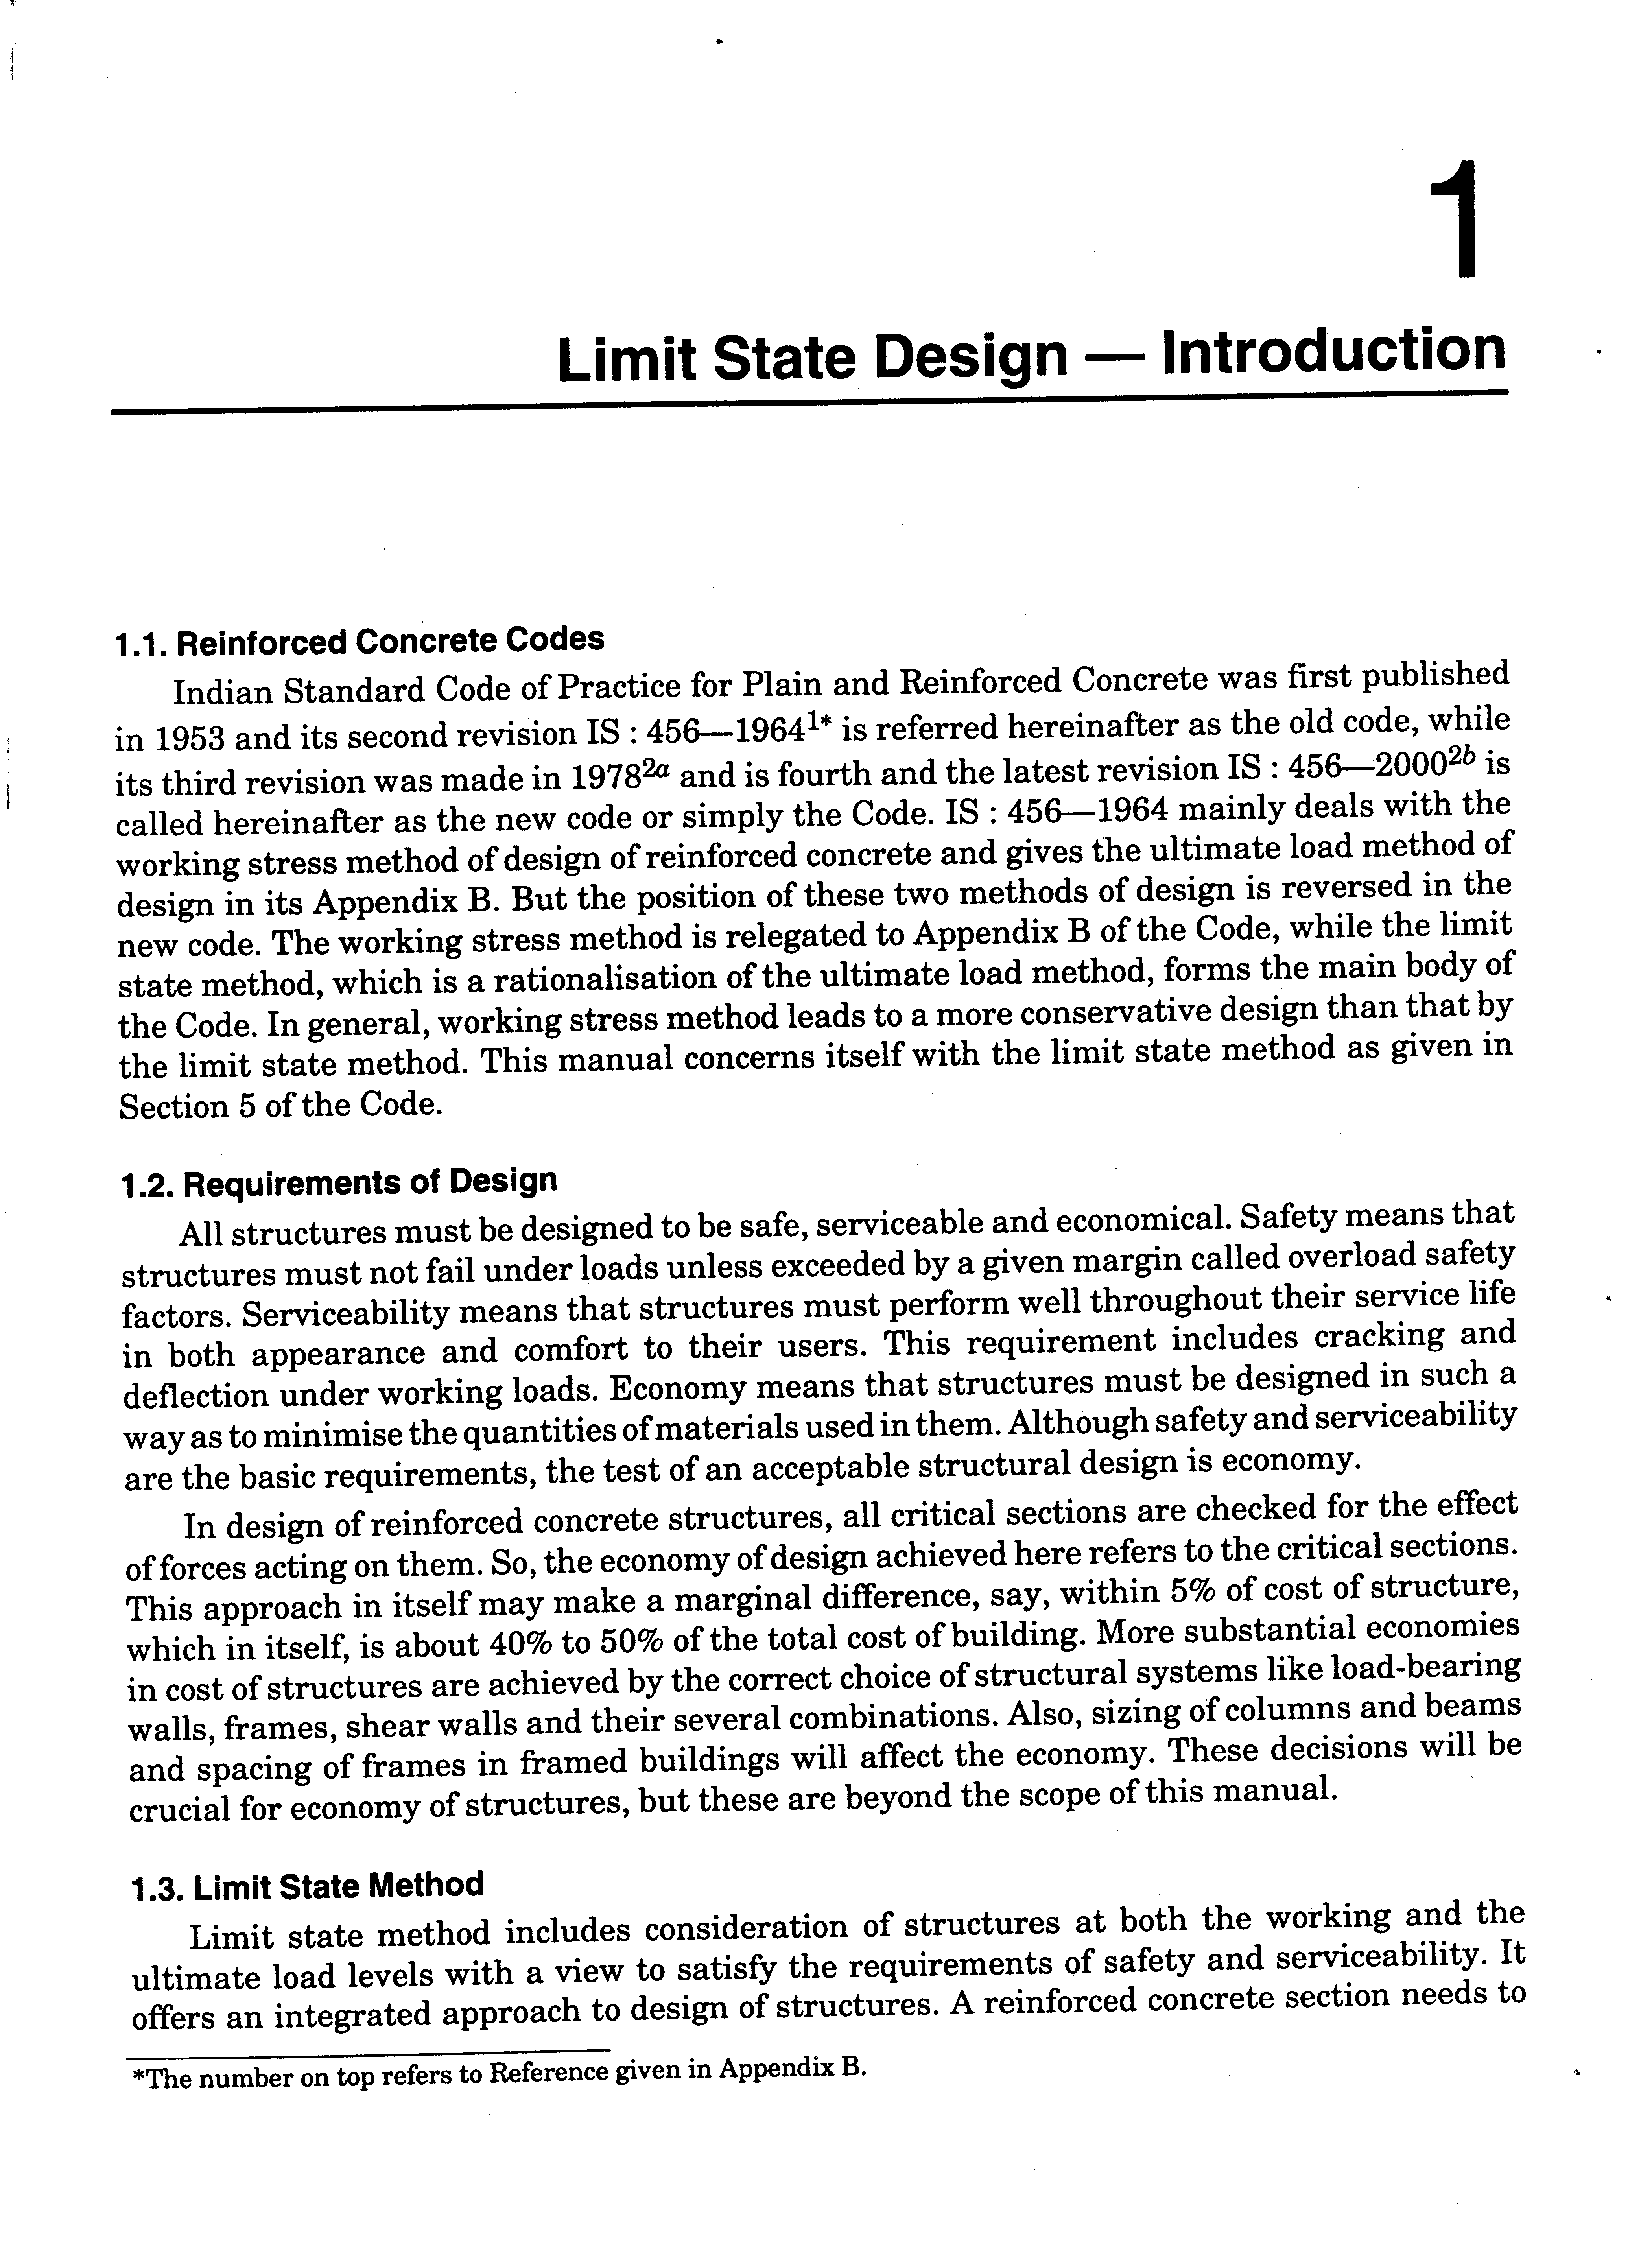 1
Limit State Design — Introduction
1.1. Reinforced Concrete Codes
Indian Standard Code of Practice for Plain and Reinforced Concrete was first published
in 1953 and its second revision IS : 456—1964¹* is referred hereinafter as the old code, while
its third revision was made in 1978²ᵃ and is fourth and the latest revision IS : 456—2000²ᵇ is
called hereinafter as the new code or simply the Code. IS : 456—1964 mainly deals with the
working stress method of design of reinforced concrete and gives the ultimate load method of
design in its Appendix B. But the position of these two methods of design is reversed in the
new code. The working stress method is relegated to Appendix B of the Code, while the limit
state method, which is a rationalisation of the ultimate load method, forms the main body of
the Code. In general, working stress method leads to a more conservative design than that by
the limit state method. This manual concerns itself with the limit state method as given in
Section 5 of the Code.
1.2. Requirements of Design
All structures must be designed to be safe, serviceable and economical. Safety means that
structures must not fail under loads unless exceeded by a given margin called overload safety
factors. Serviceability means that structures must perform well throughout their service life
in both appearance and comfort to their users. This requirement includes cracking and
deflection under working loads. Economy means that structures must be designed in such a
way as to minimise the quantities of materials used in them. Although safety and serviceability
are the basic requirements, the test of an acceptable structural design is economy.
In design of reinforced concrete structures, all critical sections are checked for the effect
of forces acting on them. So, the economy of design achieved here refers to the critical sections.
This approach in itself may make a marginal difference, say, within 5% of cost of structure,
which in itself, is about 40% to 50% of the total cost of building. More substantial economies
in cost of structures are achieved by the correct choice of structural systems like load-bearing
walls, frames, shear walls and their several combinations. Also, sizing of columns and beams
and spacing of frames in framed buildings will affect the economy. These decisions will be
crucial for economy of structures, but these are beyond the scope of this manual.
1.3. Limit State Method
Limit state method includes consideration of structures at both the working and the
ultimate load levels with a view to satisfy the requirements of safety and serviceability. It
offers an integrated approach to design of structures. A reinforced concrete section needs to
*The number on top refers to Reference given in Appendix B.